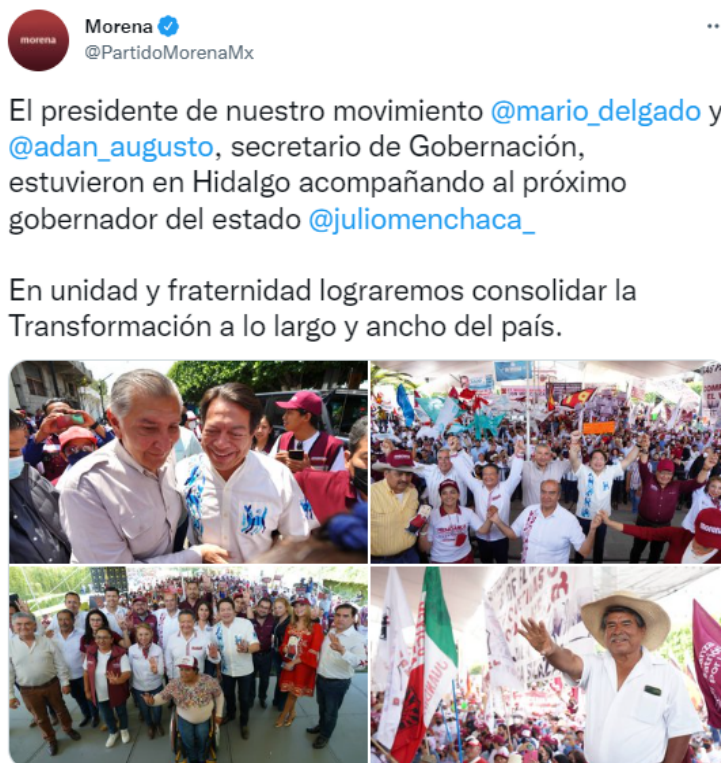 morena
Morena
@PartidoMorenaMx
El presidente de nuestro movimiento @mario_delgado y
@adan_augusto, secretario de Gobernación,
estuvieron en Hidalgo acompañando al próximo
gobernador del estado @juliomenchaca_
En unidad y fraternidad lograremos consolidar la
Transformación a lo largo y ancho del país.
morena